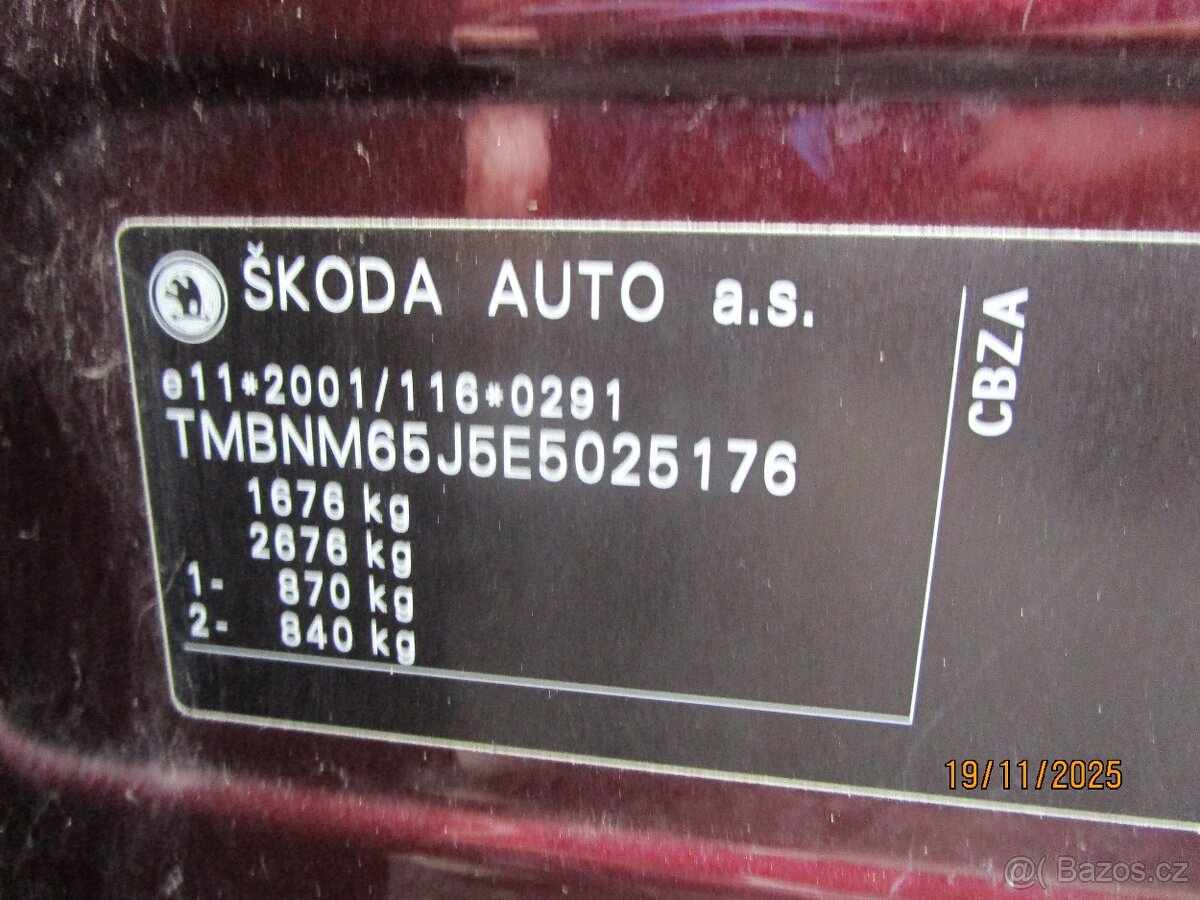 ŠKODA AUTO a.s.
e11*2001/116*0291
TMBNM65J5E5025176
1676 kg
2676 kg
1- 870 kg
2- 840 kg
CBZA
19/11/2025
@( Bazos.cz